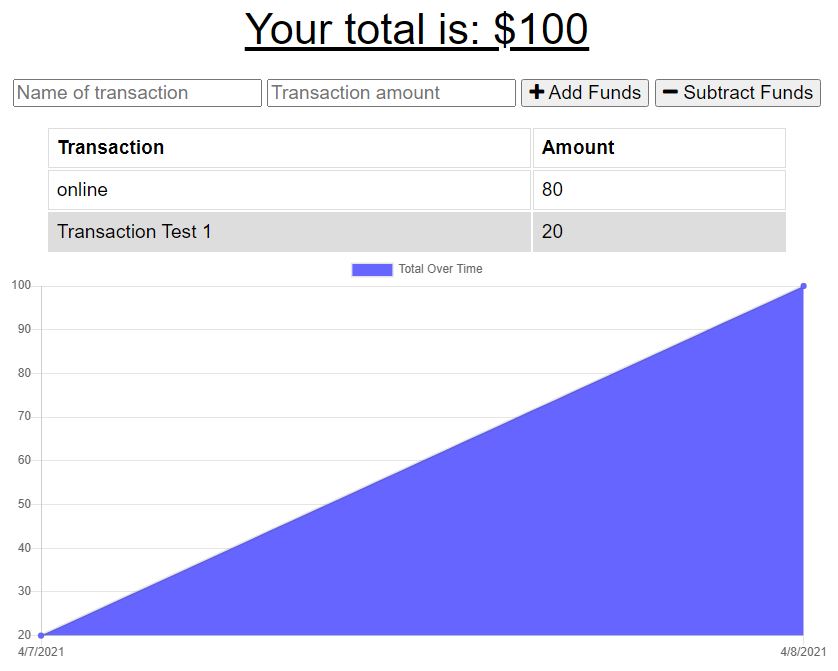 Your total is: $100
Name of transaction Transaction amount Add Funds Subtract Funds
Transaction Amount
online 80
Transaction Test 1 20
Total Over Time
100
90
80
70
60
50
40
30
20
4/7/2021 4/8/2021